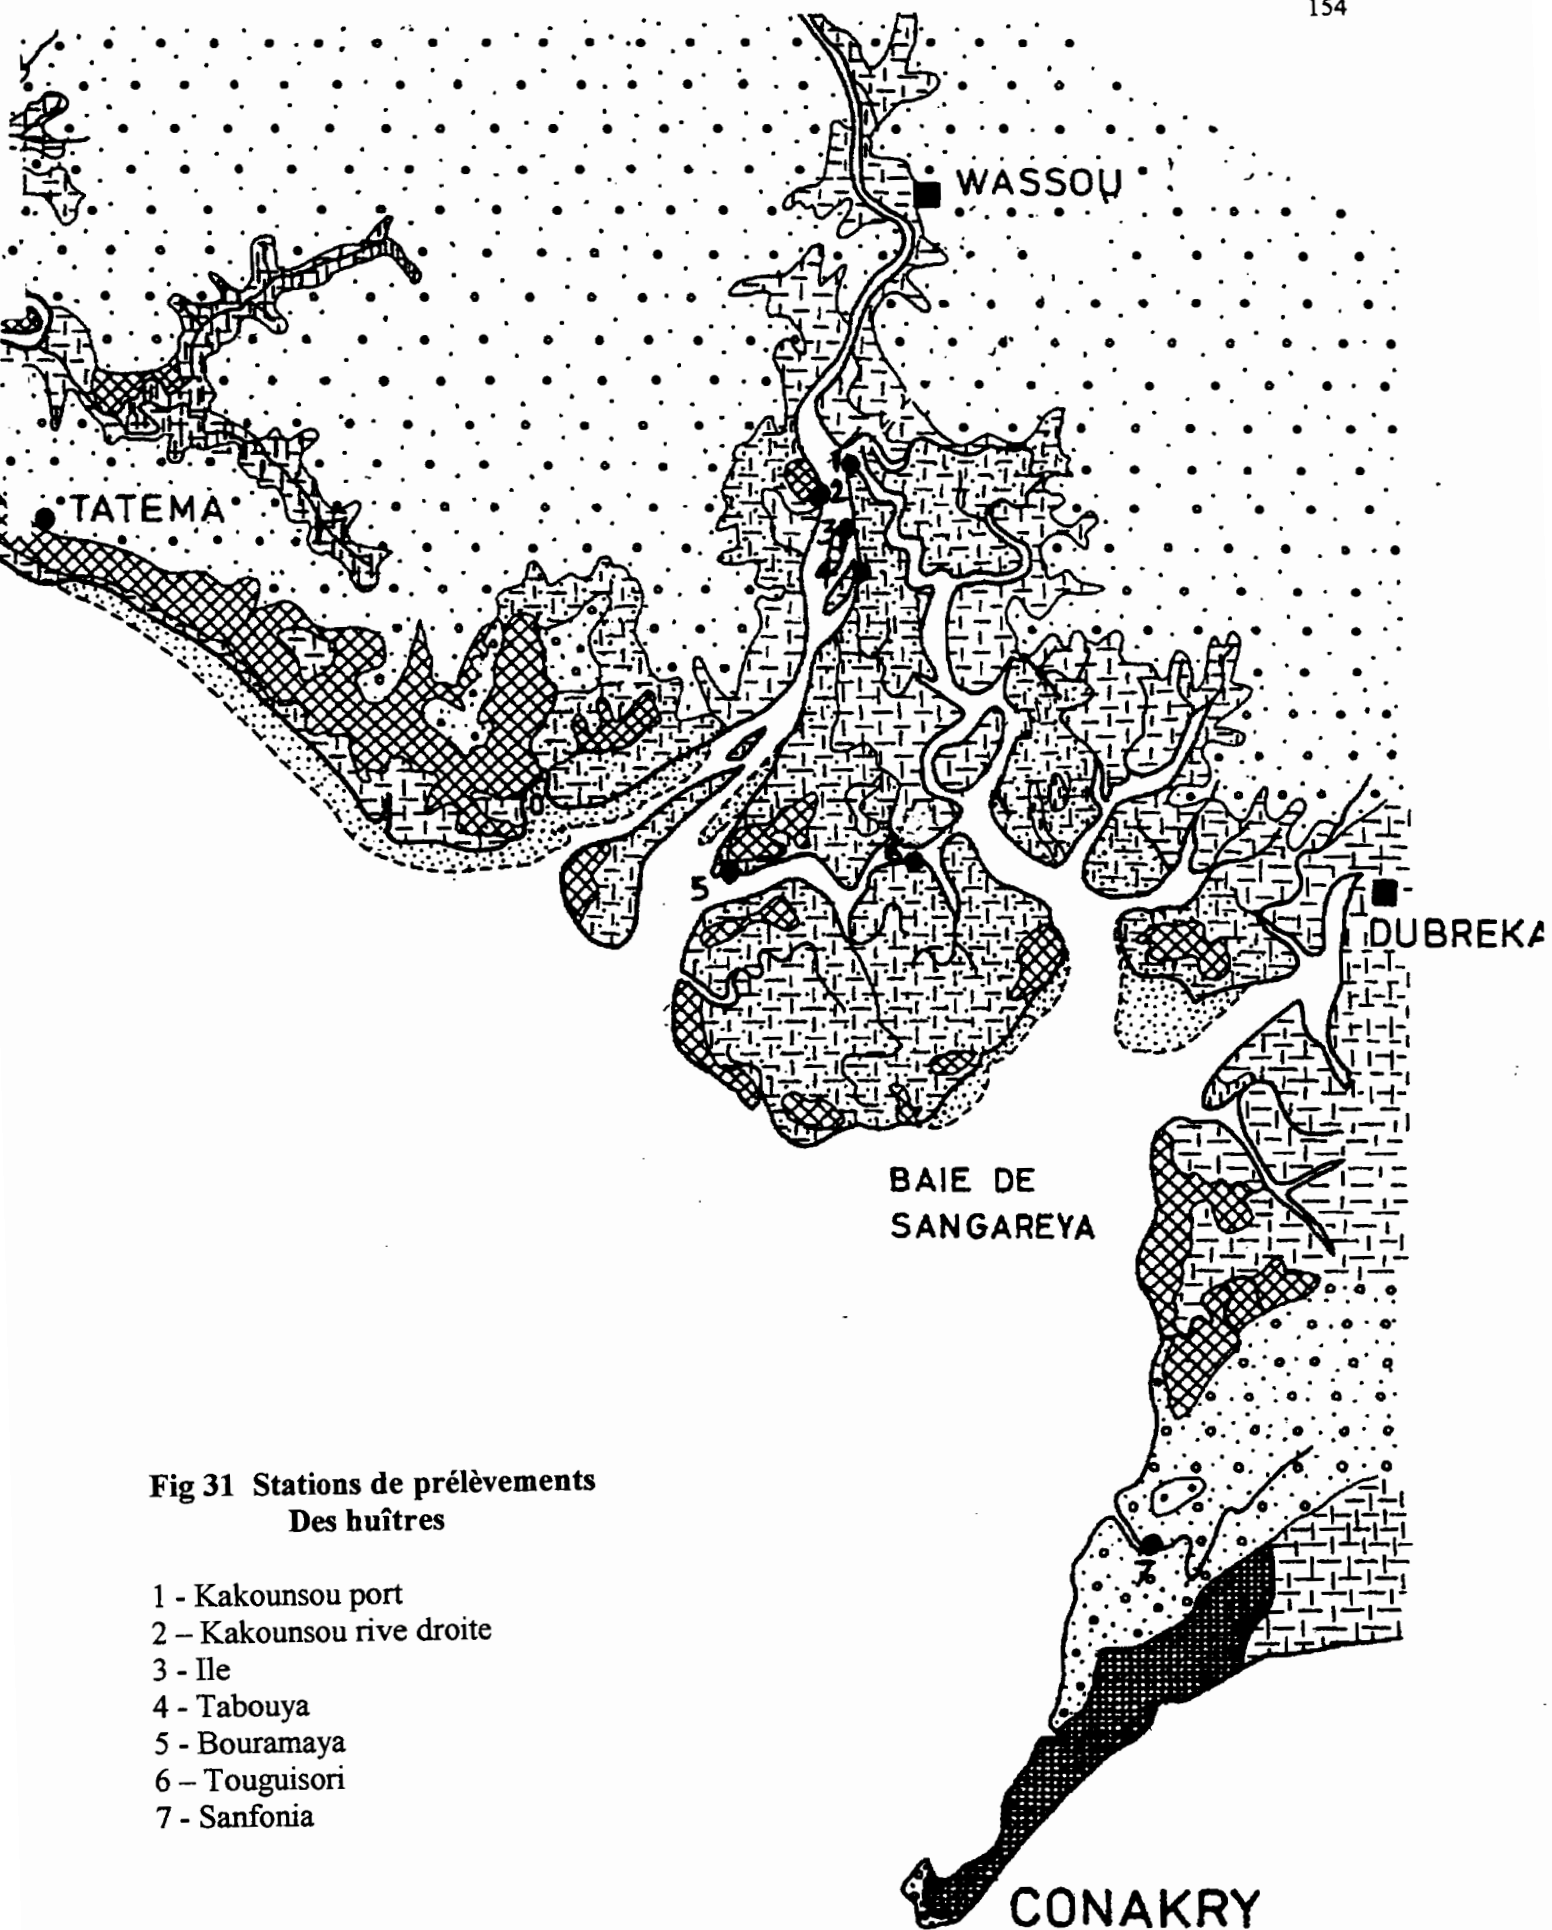 154
WASSOU
TATEMA
1
2
3
4
5
6
DUBREKA
BAIE DE
SANGAREYA
7
Fig 31 Stations de prélèvements
Des huîtres
1 - Kakounsou port
2 – Kakounsou rive droite
3 - Ile
4 - Tabouya
5 - Bouramaya
6 – Touguisori
7 - Sanfonia
CONAKRY